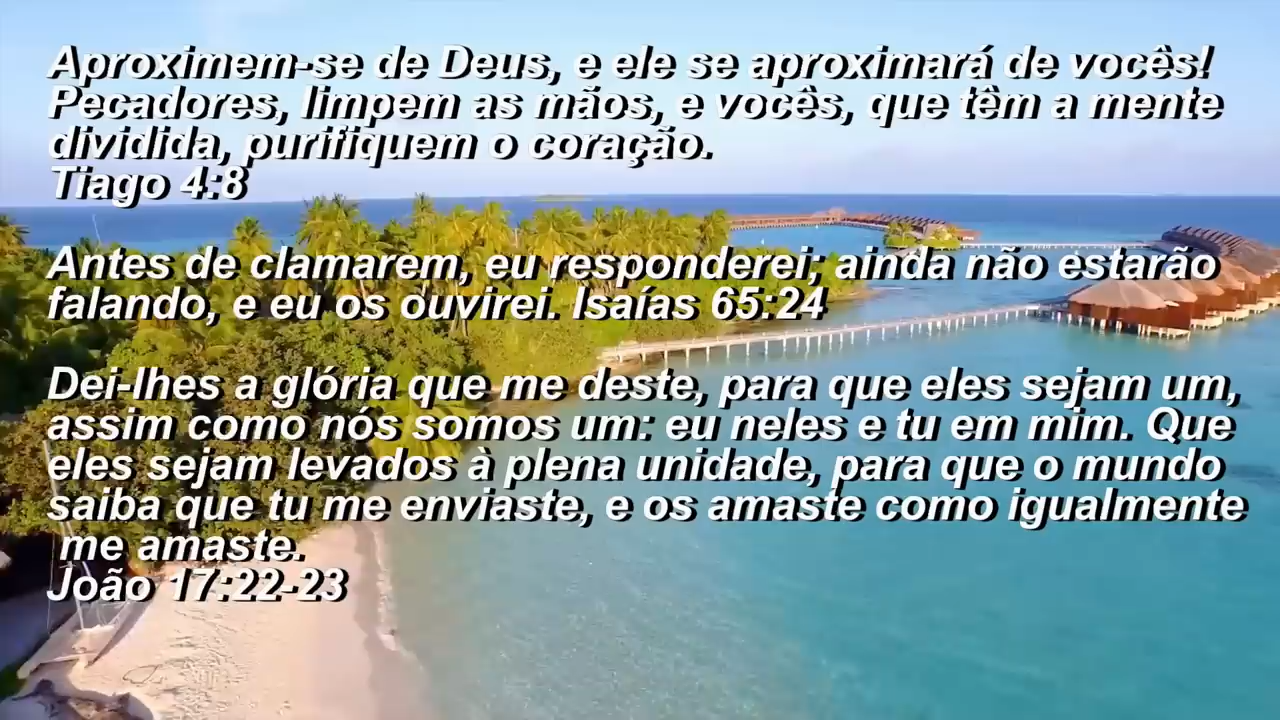 Aproximem-se de Deus, e ele se aproximará de vocês!
Pecadores, limpem as mãos, e vocês, que têm a mente
dividida, purifiquem o coração.
Tiago 4:8
Antes de clamarem, eu responderei; ainda não estarão
falando, e eu os ouvirei. Isaías 65:24
Dei-lhes a glória que me deste, para que eles sejam um,
assim como nós somos um: eu neles e tu em mim. Que
eles sejam levados à plena unidade, para que o mundo
saiba que tu me enviaste, e os amaste como igualmente
me amaste.
João 17:22-23